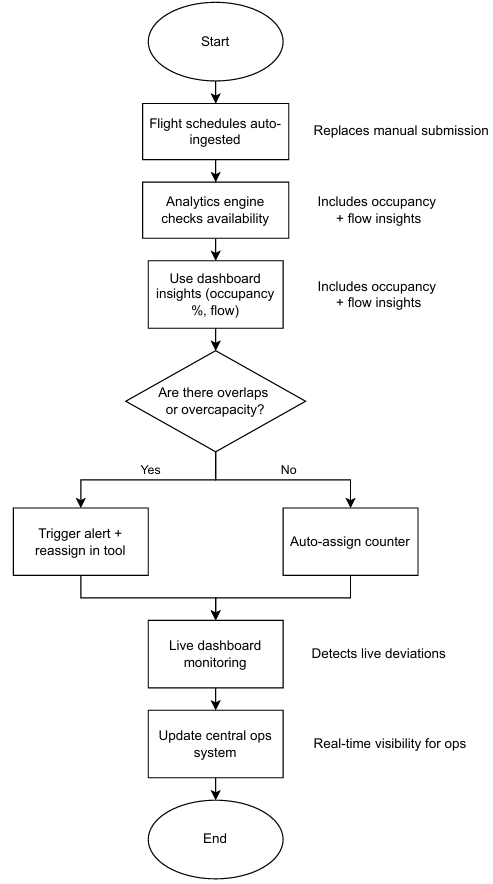 Start
Flight schedules auto-
ingested
Replaces manual submission
Analytics engine
checks availability
Includes occupancy
+ flow insights
Use dashboard
insights (occupancy
%, flow)
Includes occupancy
+ flow insights
Are there overlaps
or overcapacity?
Yes
No
Trigger alert +
reassign in tool
Auto-assign counter
Live dashboard
monitoring
Detects live deviations
Update central ops
system
Real-time visibility for ops
End